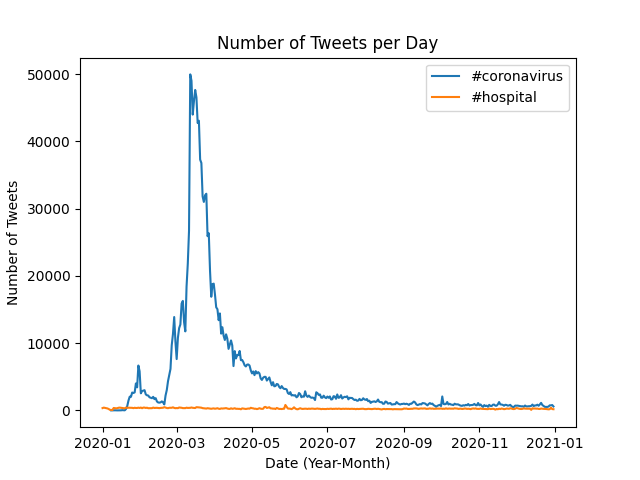 Number of Tweets per Day
#coronavirus
#hospital
Number of Tweets
50000
40000
30000
20000
10000
0
2020-01 2020-03 2020-05 2020-07 2020-09 2020-11 2021-01
Date (Year-Month)